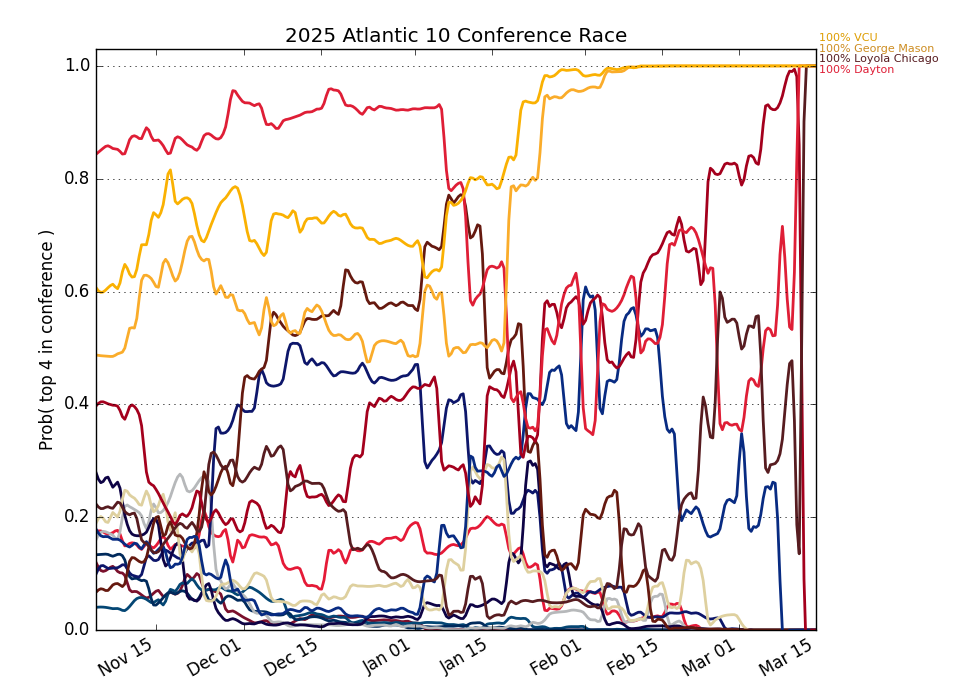 2025 Atlantic 10 Conference Race
100% VCU
100% George Mason
100% Loyola Chicago
100% Dayton
Prob( top 4 in conference )
1.0
0.8
0.6
0.4
0.2
0.0
Nov 15
Dec 01
Dec 15
Jan 01
Jan 15
Feb 01
Feb 15
Mar 01
Mar 15